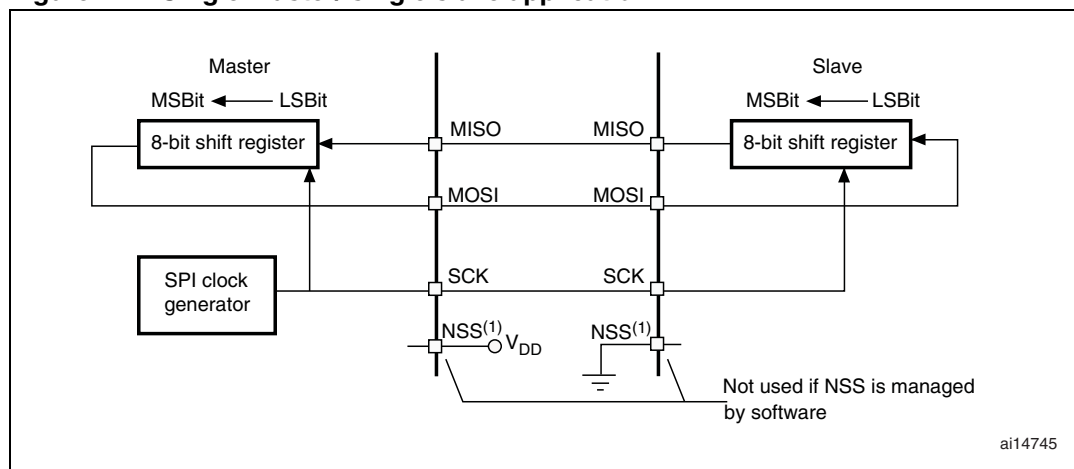 Master
Slave
MSBit LSBit
MSBit LSBit
8-bit shift register
MISO
MISO
8-bit shift register
MOSI
MOSI
SPI clock
generator
SCK
SCK
NSS(1)
VDD
NSS(1)
Not used if NSS is managed
by software
ai14745